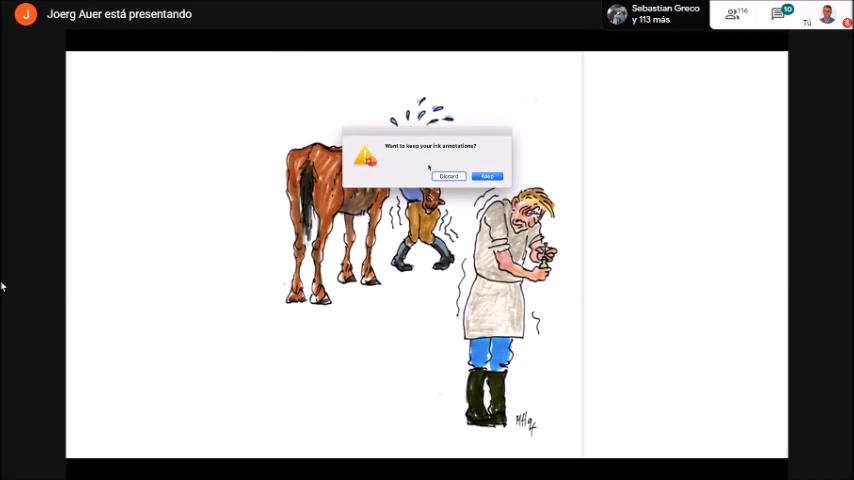 J Joerg Auer está presentando
Sebastian Greco
y 113 más
116
10
Tú
Want to keep your ink annotations?
Discard
Keep